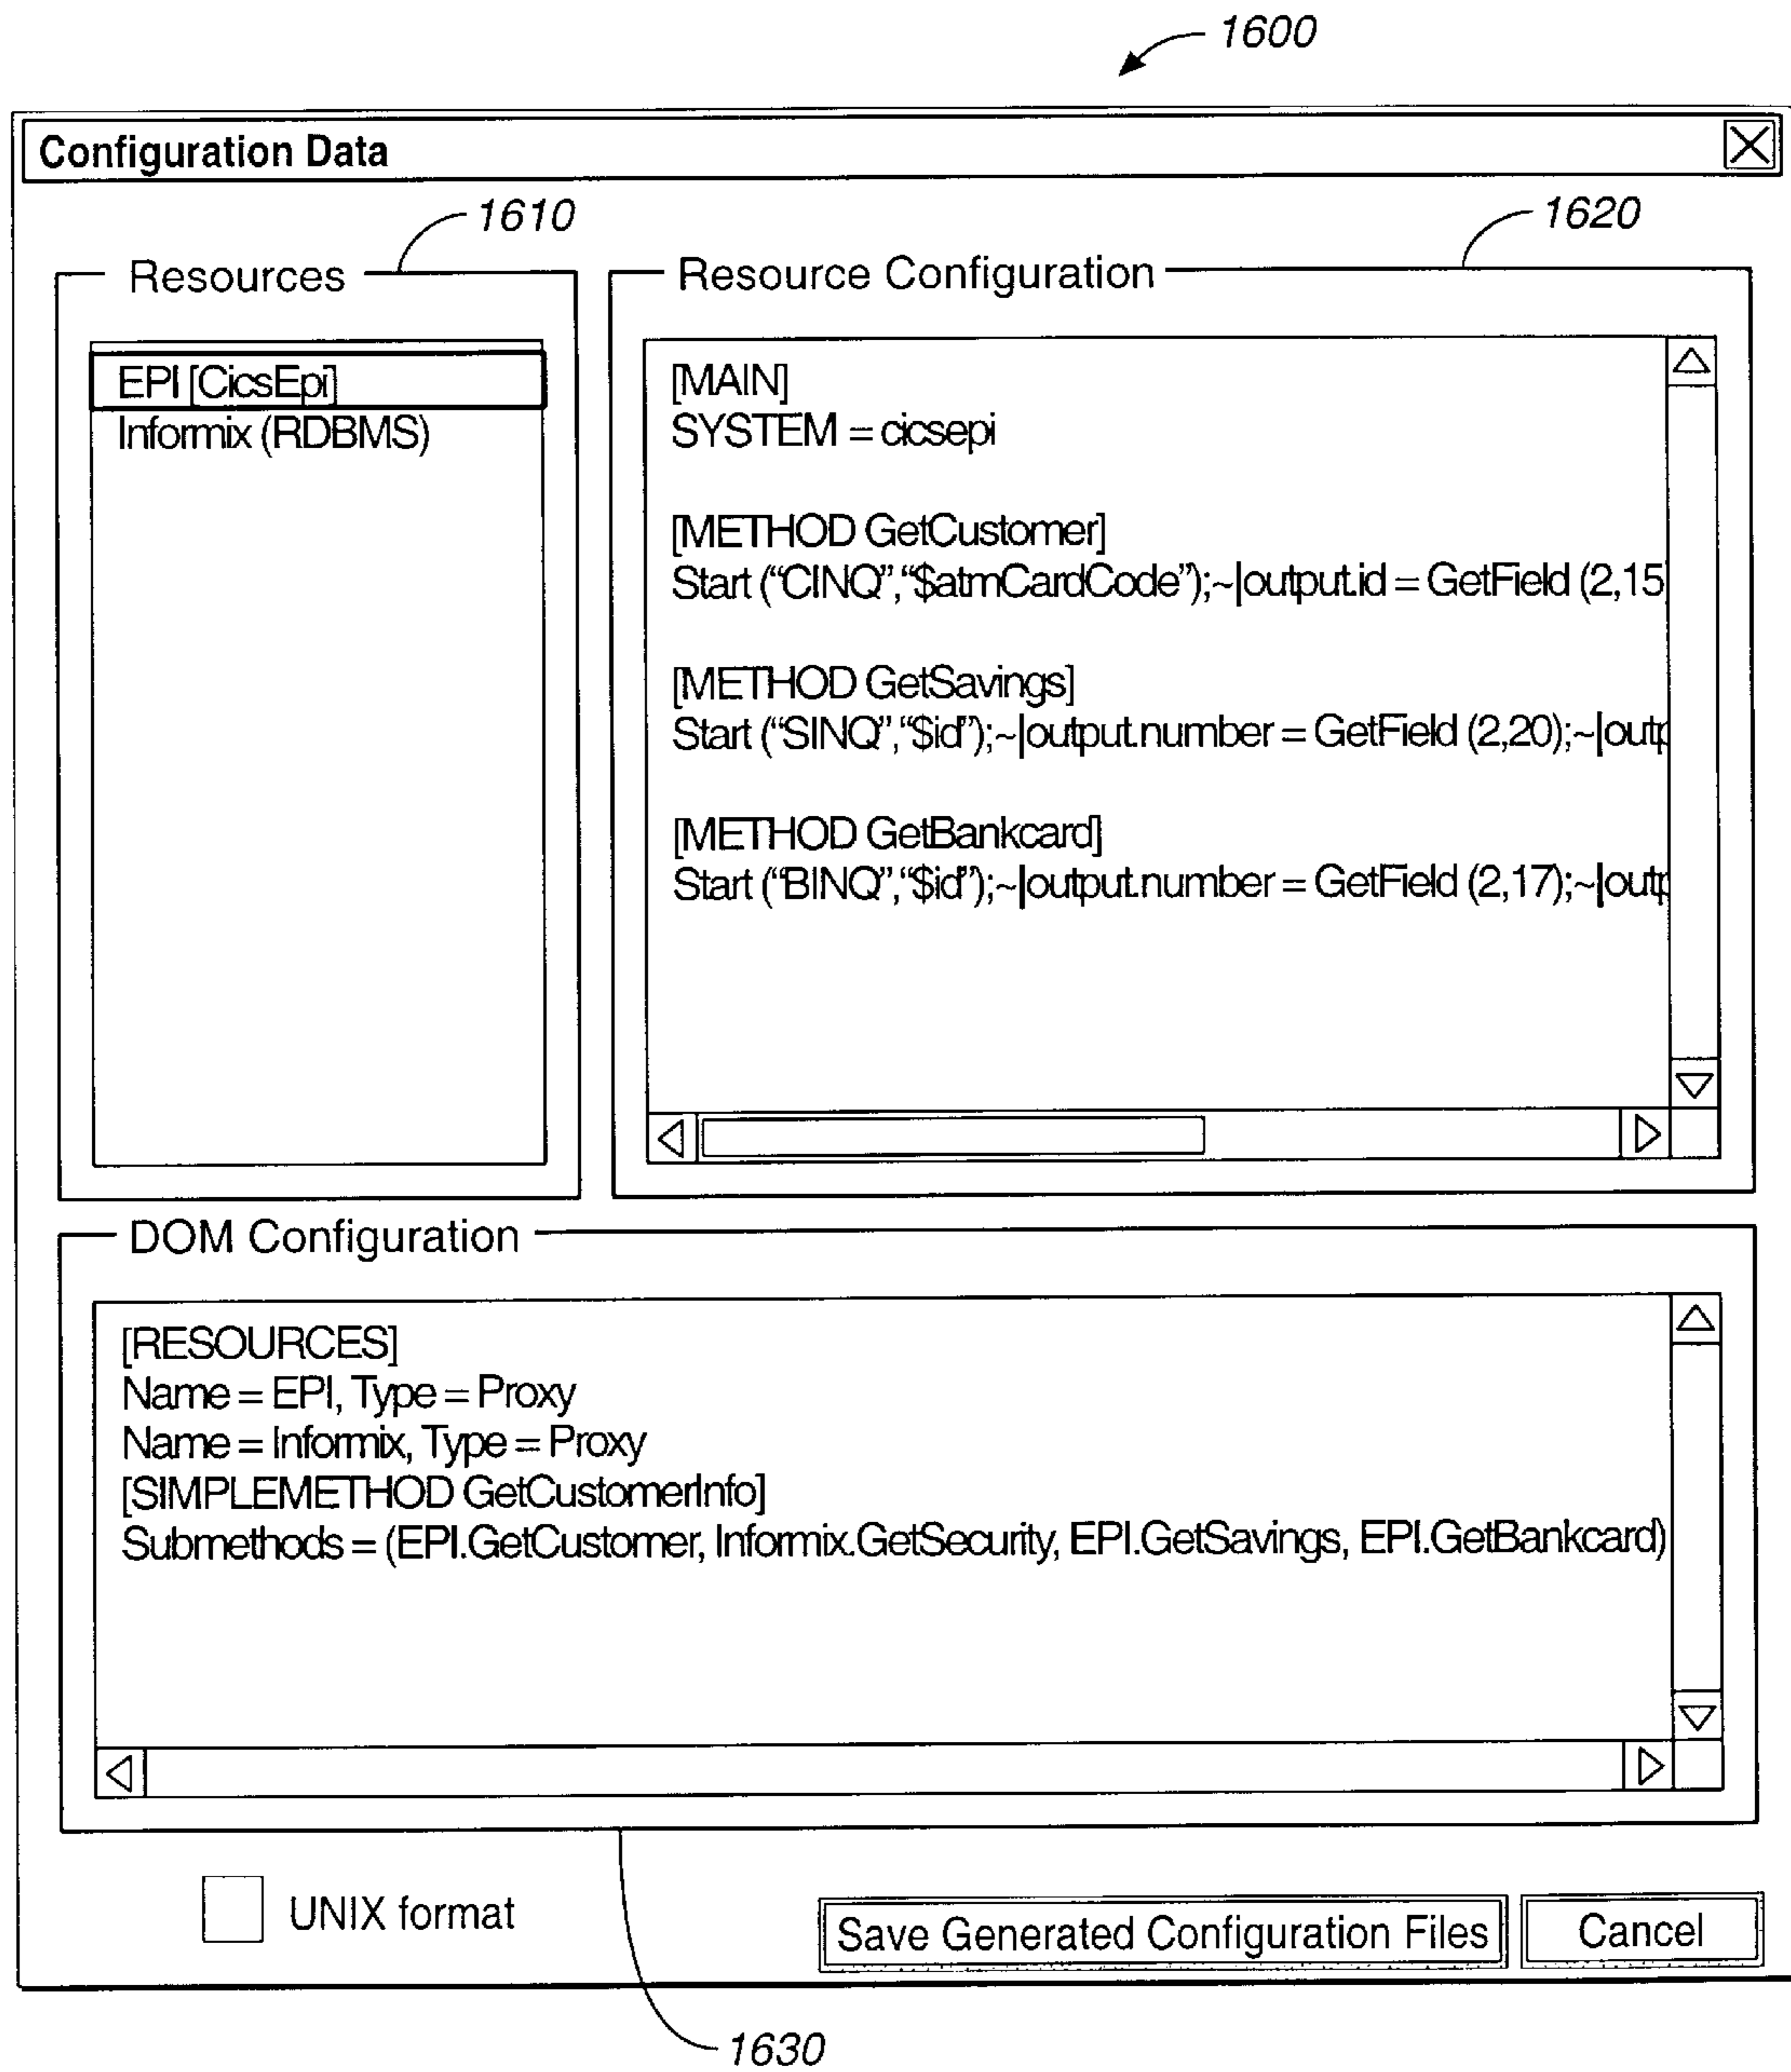 1600
Configuration Data
1610
1620
Resources
Resource Configuration
EPI [CicsEpi]
Informix (RDBMS)
[MAIN]
SYSTEM = cicsepi
[METHOD GetCustomer]
Start (“CINQ”,“$atmCardCode”);~|output.id = GetField (2,15
[METHOD GetSavings]
Start (“SINQ”,“$id”);~|output.number = GetField (2,20);~|outp
[METHOD GetBankcard]
Start (“BINQ”,“$id”);~|output.number = GetField (2,17);~|outp
DOM Configuration
[RESOURCES]
Name = EPI, Type = Proxy
Name = Informix, Type = Proxy
[SIMPLEMETHOD GetCustomerInfo]
Submethods = (EPI.GetCustomer, Informix.GetSecurity, EPI.GetSavings, EPI.GetBankcard)
UNIX format
Save Generated Configuration Files
Cancel
1630